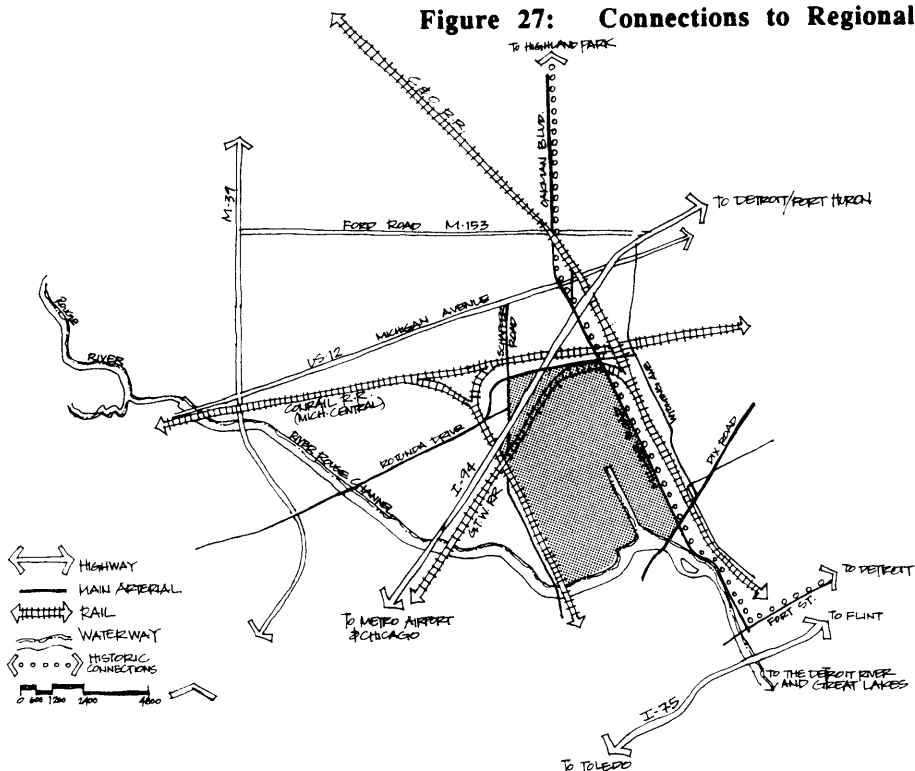 Figure 27: Connections to Regional
To HIGHLAND PARK
C & O R.R.
OAKMAN BLVD.
M-39
TO DETROIT/PORT HURON
FORD ROAD M-153
ROUGE
RIVER
US-12 MICHIGAN AVENUE
SCHAEFER
ROAD
CONRAIL R.R.
(MICH. CENTRAL)
WYOMING AVE.
ROTONDA DRIVE
DIX ROAD
RIVER ROUGE CHANNEL
I-94
G.T.W. RR
HIGHWAY
MAIN ARTERIAL
RAIL
WATERWAY
HISTORIC
CONNECTIONS
0 600 1200 2400 4800
To METRO AIRPORT
& CHICAGO
TO DETROIT
FORT ST.
TO FLINT
TO THE DETROIT RIVER
AND GREAT LAKES
I-75
To TOLEDO